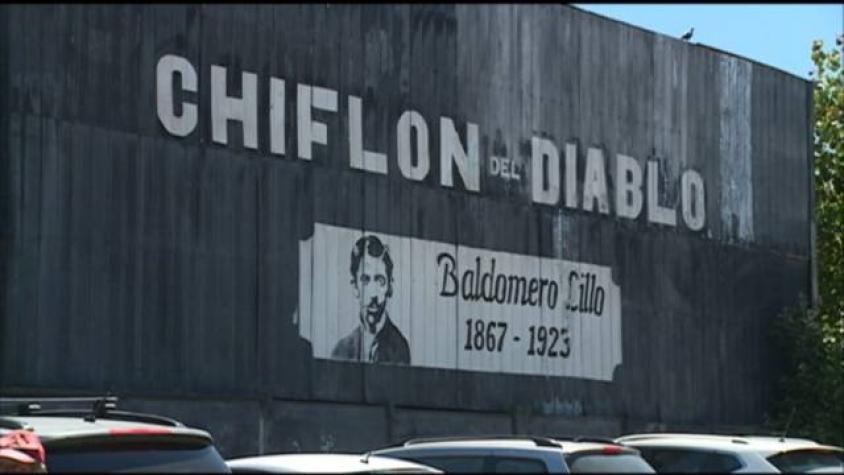 CHIFLON DEL DIABLO
Baldomero Lillo
1867 - 1923